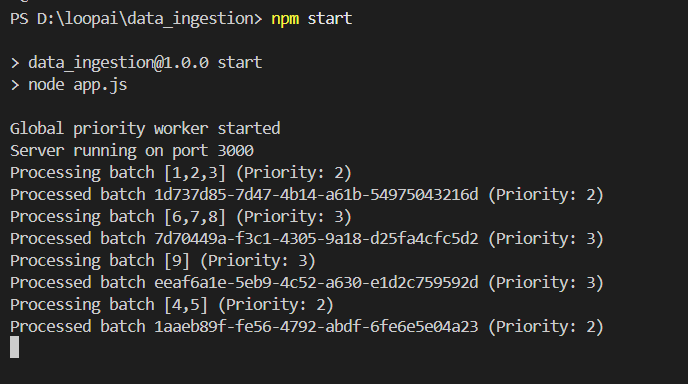 PS D:\loopai\data_ingestion> npm start
> data_ingestion@1.0.0 start
> node app.js
Global priority worker started
Server running on port 3000
Processing batch [1,2,3] (Priority: 2)
Processed batch 1d737d85-7d47-4b14-a61b-54975043216d (Priority: 2)
Processing batch [6,7,8] (Priority: 3)
Processed batch 7d70449a-f3c1-4305-9a18-d25fa4cfc5d2 (Priority: 3)
Processing batch [9] (Priority: 3)
Processed batch eeaf6a1e-5eb9-4c52-a630-e1d2c759592d (Priority: 3)
Processing batch [4,5] (Priority: 2)
Processed batch 1aaeb89f-fe56-4792-abdf-6fe6e5e04a23 (Priority: 2)